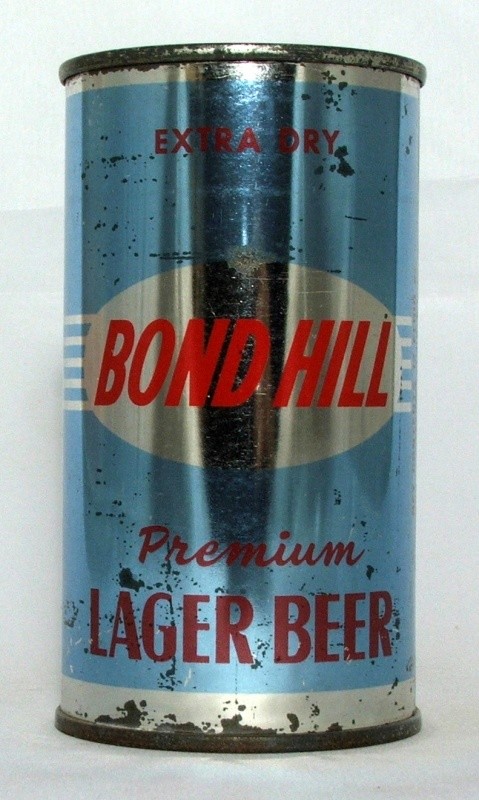 EXTRA DRY
BOND HILL
Premium
LAGER BEER